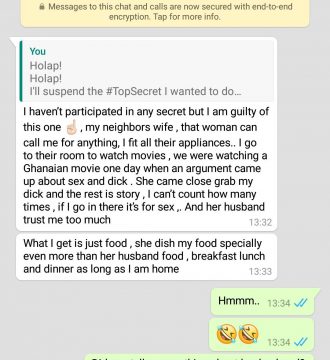 Messages to this chat and calls are now secured with end-to-end
encryption. Tap for more info.
You
Holap!
Holap!
I'll suspend the #TopSecret I wanted to do…
I haven't participated in any secret but I am guilty of
this one ☝🏻 , my neighbors wife , that woman can
call me for anything, I fit all their appliances.. I go
to their room to watch movies , we were watching a
Ghanaian movie one day when an argument came
up about sex and dick . She came close grab my
dick and the rest is story , I can't count how many
times , if I go in there it's for sex ,. And her husband
trust me too much
13:32
What I get is just food , she dish my food specially
even more than her husband food , breakfast lunch
and dinner as long as I am home
13:33
Hmmm.. 13:34
🤣🤣 13:34